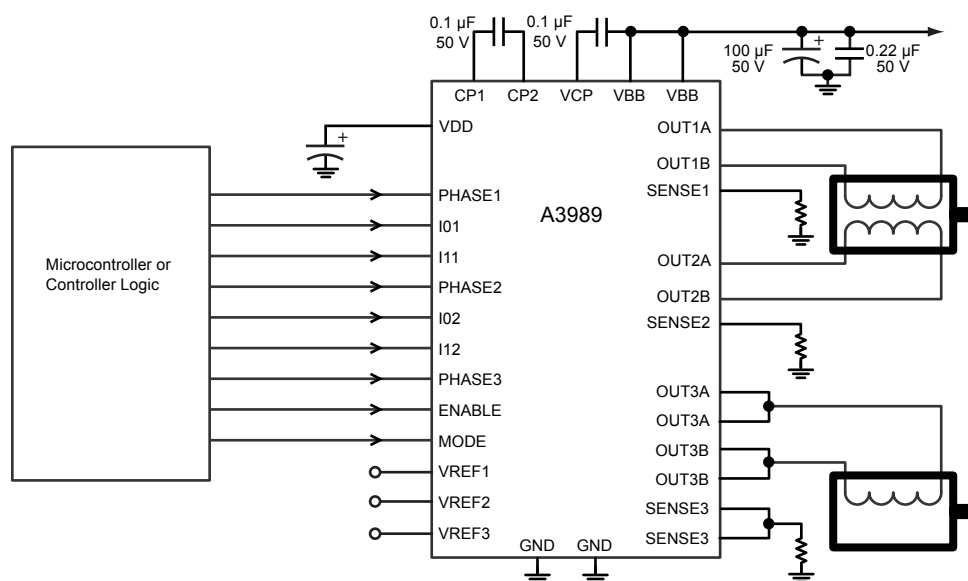 0.1 µF
50 V
0.1 µF
50 V
100 µF
50 V
+
0.22 µF
50 V
CP1
CP2
VCP
VBB
VBB
+
VDD
OUT1A
OUT1B
SENSE1
PHASE1
I01
A3989
I11
Microcontroller or
Controller Logic
PHASE2
OUT2A
OUT2B
I02
SENSE2
I12
PHASE3
OUT3A
ENABLE
OUT3A
MODE
OUT3B
VREF1
OUT3B
VREF2
SENSE3
VREF3
SENSE3
GND
GND